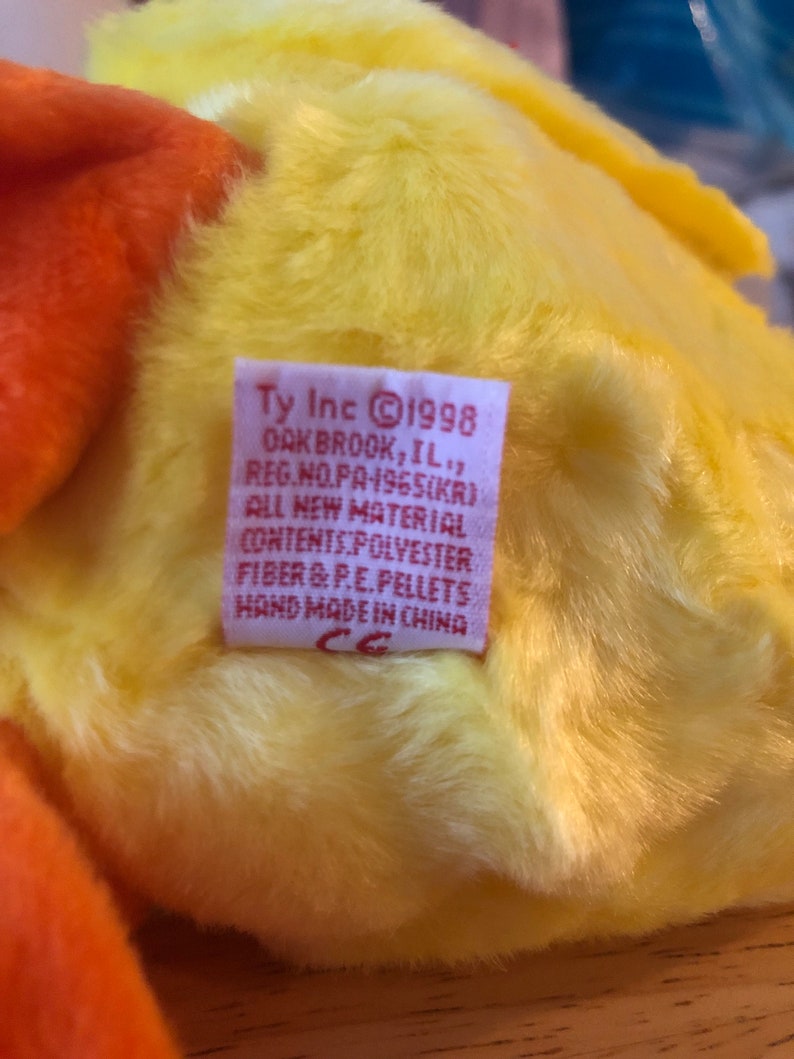 Ty Inc ©1998
OAKBROOK, IL.,
REG.NO.PA-1965(KR)
ALL NEW MATERIAL
CONTENTS:POLYESTER
FIBER & P.E. PELLETS
HAND MADE IN CHINA
CE